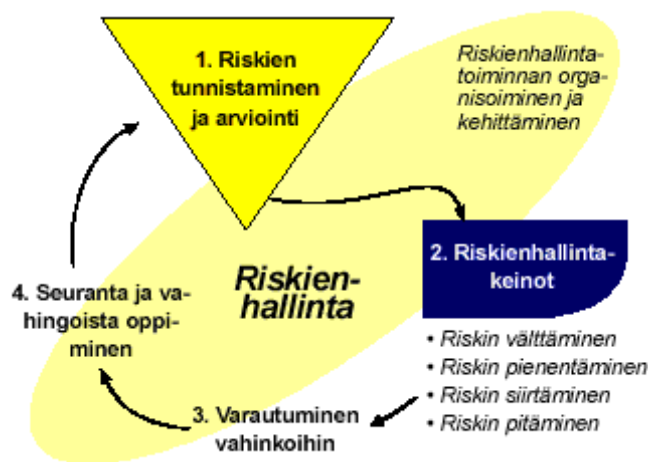 1. Riskien
tunnistaminen
ja arviointi
Riskienhallinta-
toiminnan orga-
nisoiminen ja
kehittäminen
2. Riskienhallinta-
keinot
• Riskin välttäminen
• Riskin pienentäminen
• Riskin siirtäminen
• Riskin pitäminen
3. Varautuminen
vahinkoihin
4. Seuranta ja va-
hingoista oppi-
minen
Riskien-
hallinta